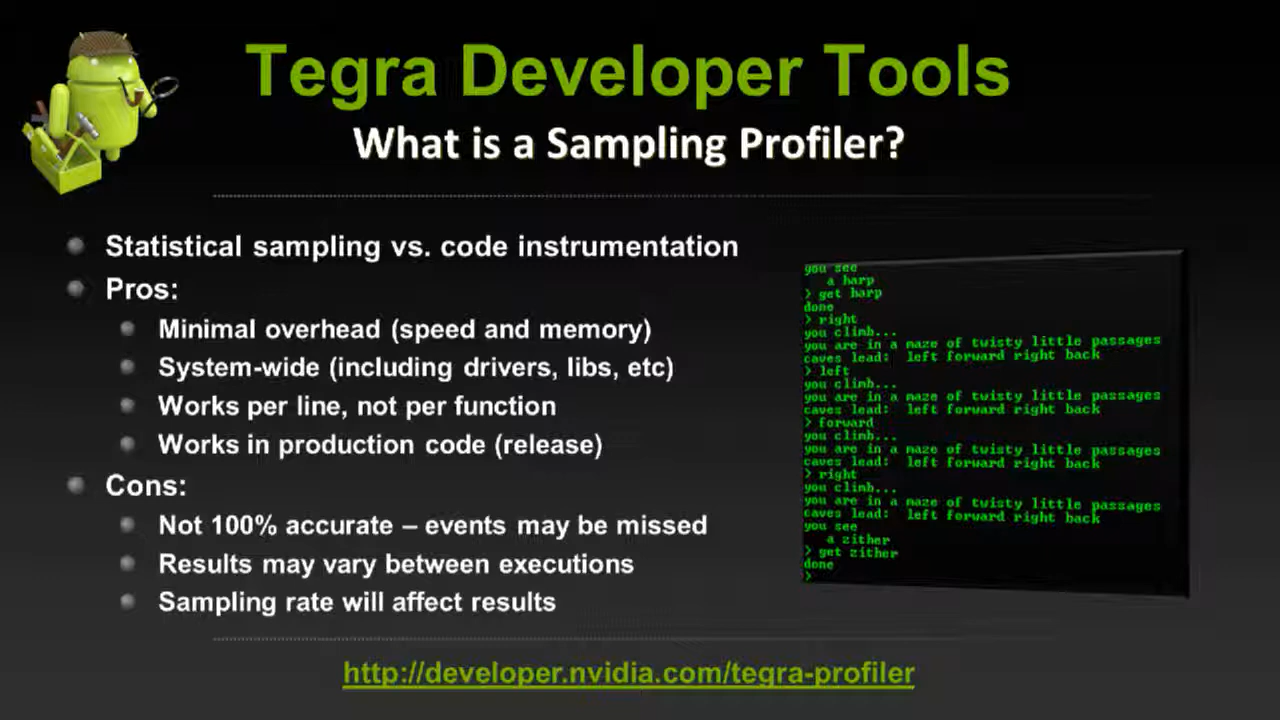 Tegra Developer Tools
What is a Sampling Profiler?
Statistical sampling vs. code instrumentation
Pros:
Minimal overhead (speed and memory)
System-wide (including drivers, libs, etc)
Works per line, not per function
Works in production code (release)
Cons:
Not 100% accurate – events may be missed
Results may vary between executions
Sampling rate will affect results
you see
a harp
> get harp
done
> right
you climb...
you are in a maze of twisty little passages
caves lead: left forward right back
> left
you climb...
you are in a maze of twisty little passages
caves lead: left forward right back
> forward
you climb...
you are in a maze of twisty little passages
caves lead: left forward right back
> right
you climb...
you are in a maze of twisty little passages
caves lead: left forward right back
you see
a zither
> get zither
done
>
http://developer.nvidia.com/tegra-profiler